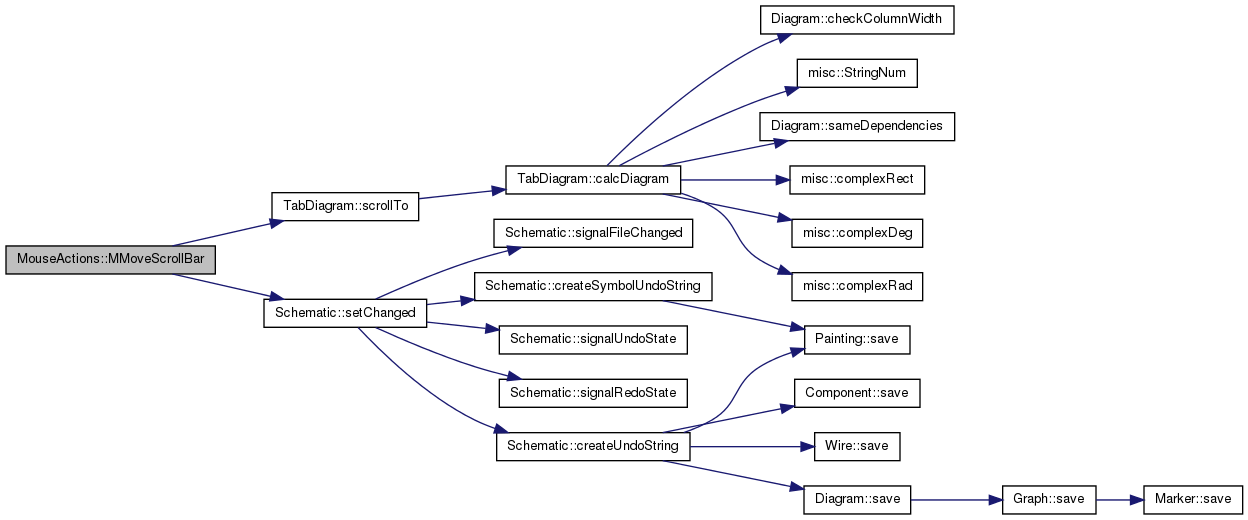 Diagram::checkColumnWidth
misc::StringNum
Diagram::sameDependencies
TabDiagram::calcDiagram
misc::complexRect
TabDiagram::scrollTo
Schematic::signalFileChanged
misc::complexDeg
MouseActions::MMoveScrollBar
Schematic::createSymbolUndoString
misc::complexRad
Schematic::setChanged
Schematic::signalUndoState
Painting::save
Schematic::signalRedoState
Component::save
Schematic::createUndoString
Wire::save
Diagram::save
Graph::save
Marker::save